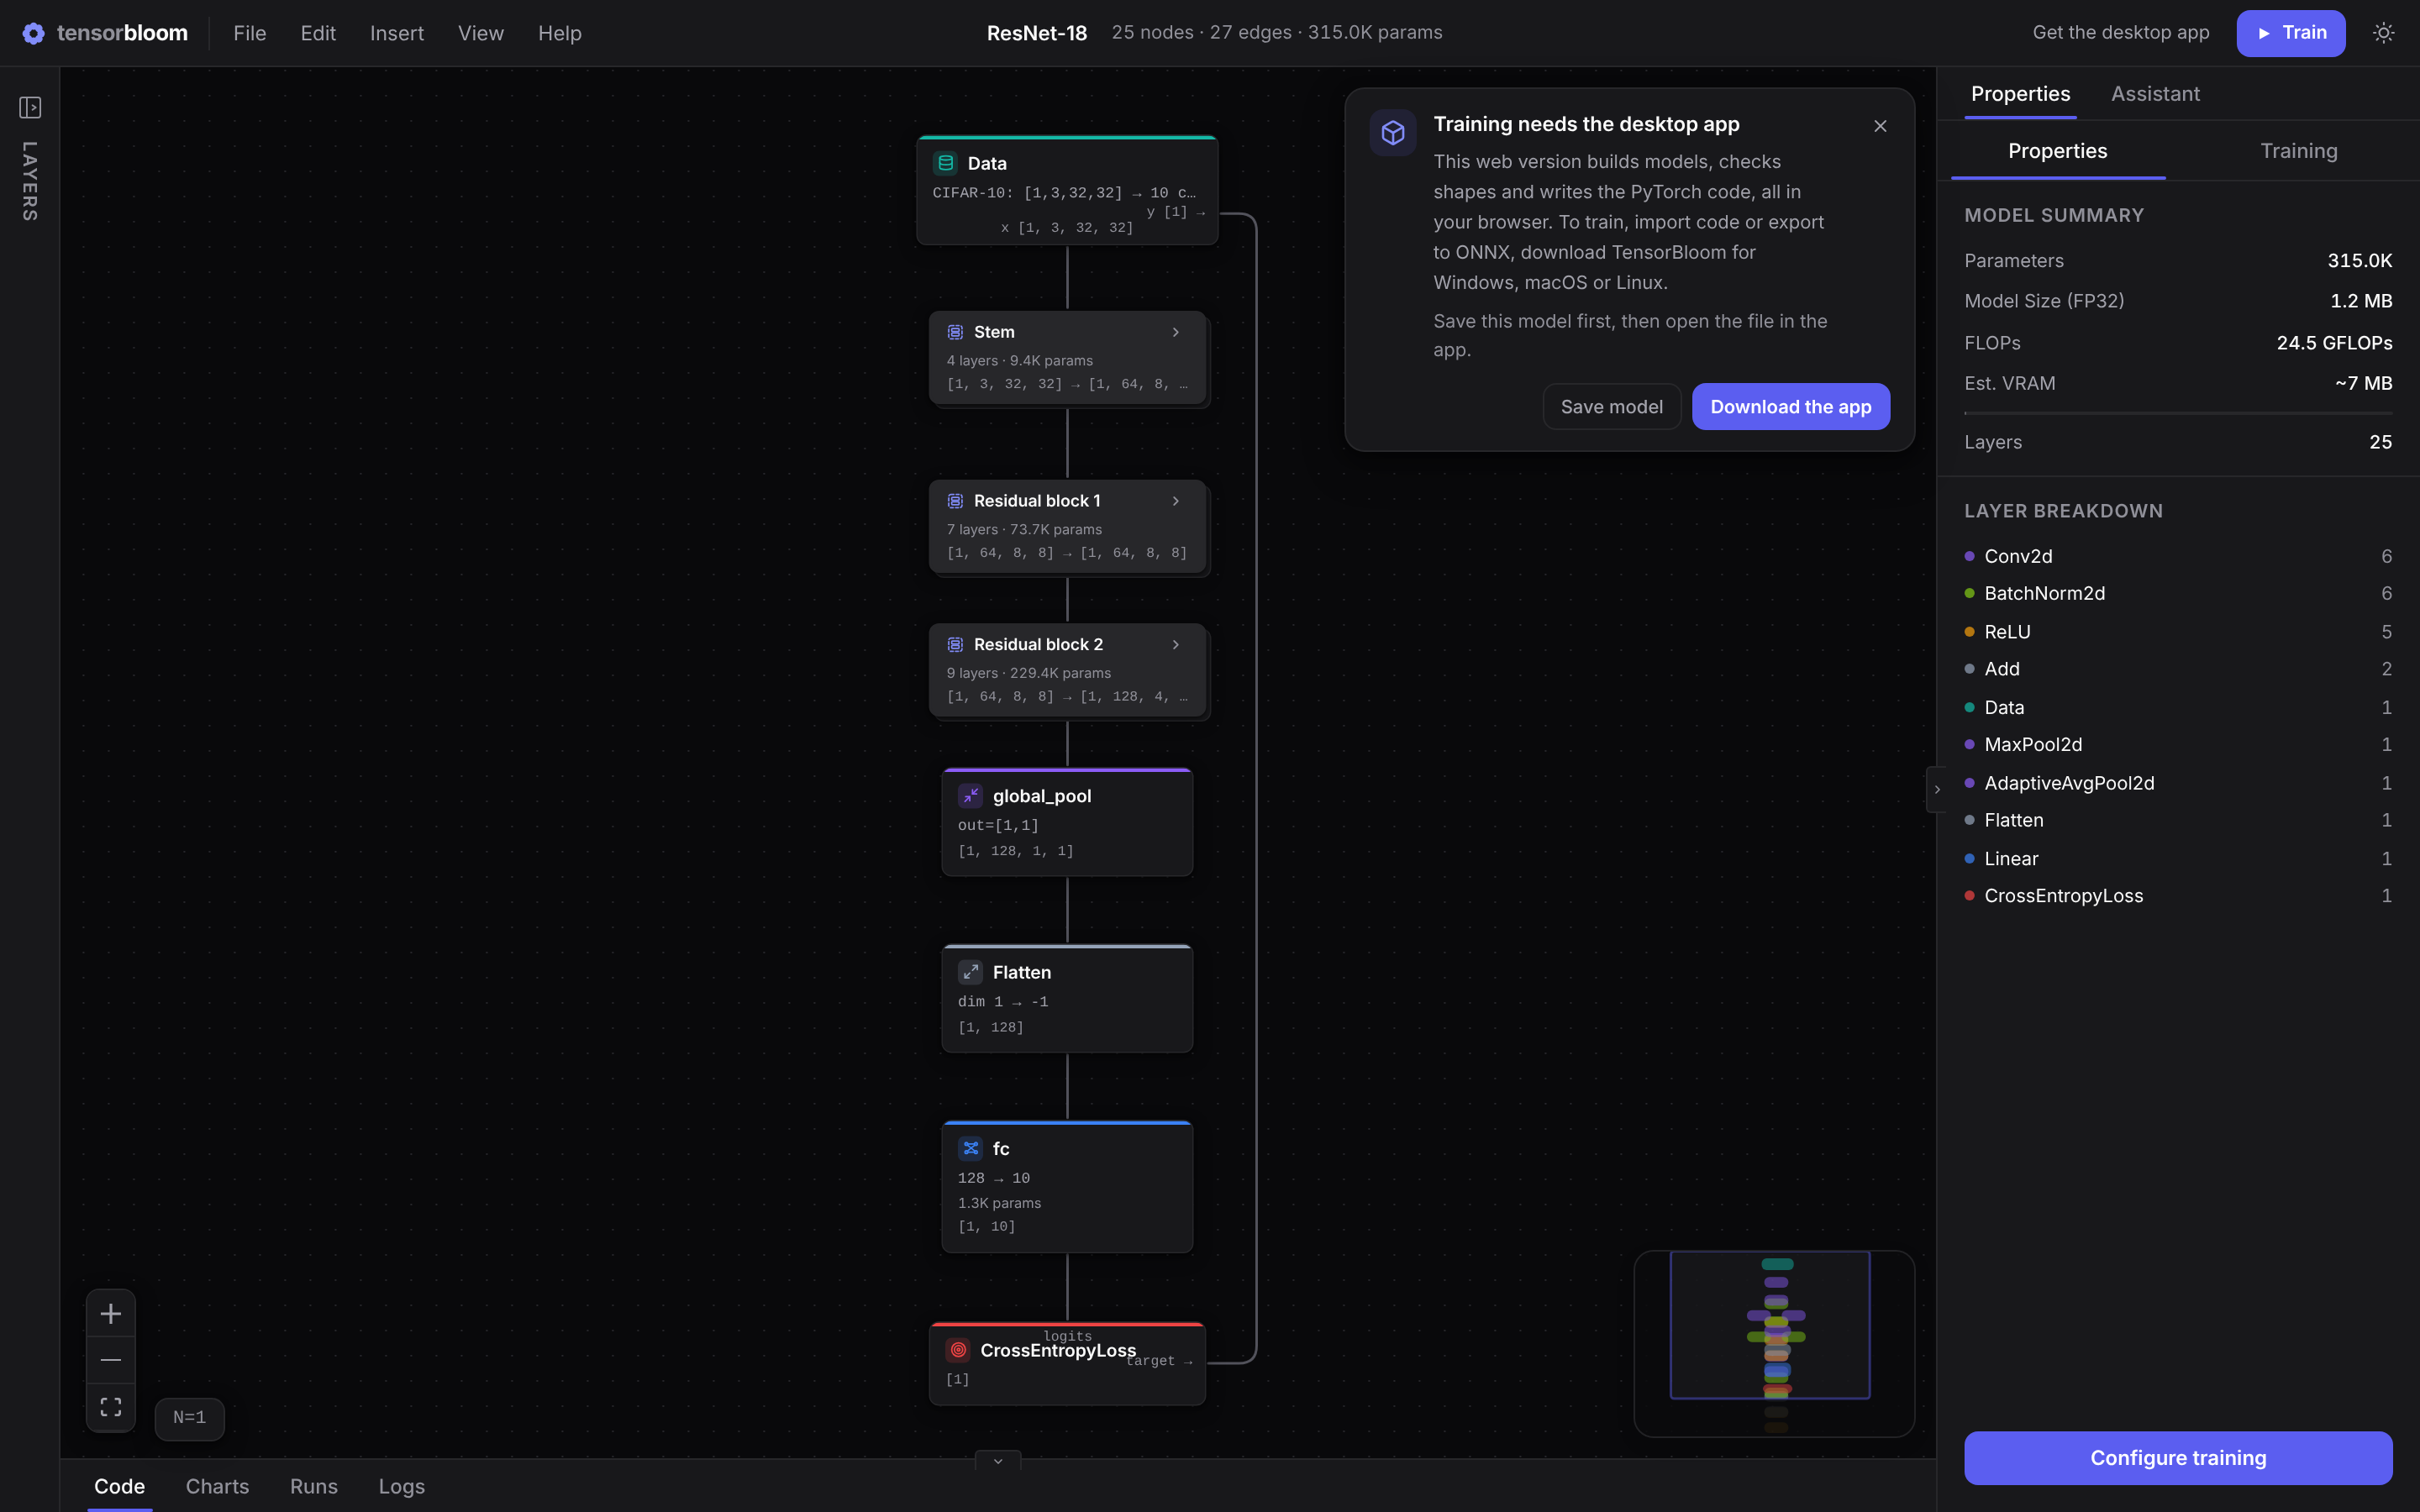 tensorbloom
File
Edit
Insert
View
Help
ResNet-18
25 nodes · 27 edges · 315.0K params
Get the desktop app
Train
LAYERS
Data
CIFAR-10: [1,3,32,32] → 10 c…
y [1] →
x [1, 3, 32, 32]
Stem
4 layers · 9.4K params
[1, 3, 32, 32] → [1, 64, 8, …
Residual block 1
7 layers · 73.7K params
[1, 64, 8, 8] → [1, 64, 8, 8]
Residual block 2
9 layers · 229.4K params
[1, 64, 8, 8] → [1, 128, 4, …
global_pool
out=[1,1]
[1, 128, 1, 1]
Flatten
dim 1 → -1
[1, 128]
fc
128 → 10
1.3K params
[1, 10]
logits
CrossEntropyLoss
target →
[1]
Training needs the desktop app
This web version builds models, checks
shapes and writes the PyTorch code, all in
your browser. To train, import code or export
to ONNX, download TensorBloom for
Windows, macOS or Linux.
Save this model first, then open the file in the
app.
Save model
Download the app
N=1
Code
Charts
Runs
Logs
Properties
Assistant
Properties
Training
MODEL SUMMARY
Parameters 315.0K
Model Size (FP32) 1.2 MB
FLOPs 24.5 GFLOPs
Est. VRAM ~7 MB
Layers 25
LAYER BREAKDOWN
Conv2d 6
BatchNorm2d 6
ReLU 5
Add 2
Data 1
MaxPool2d 1
AdaptiveAvgPool2d 1
Flatten 1
Linear 1
CrossEntropyLoss 1
Configure training